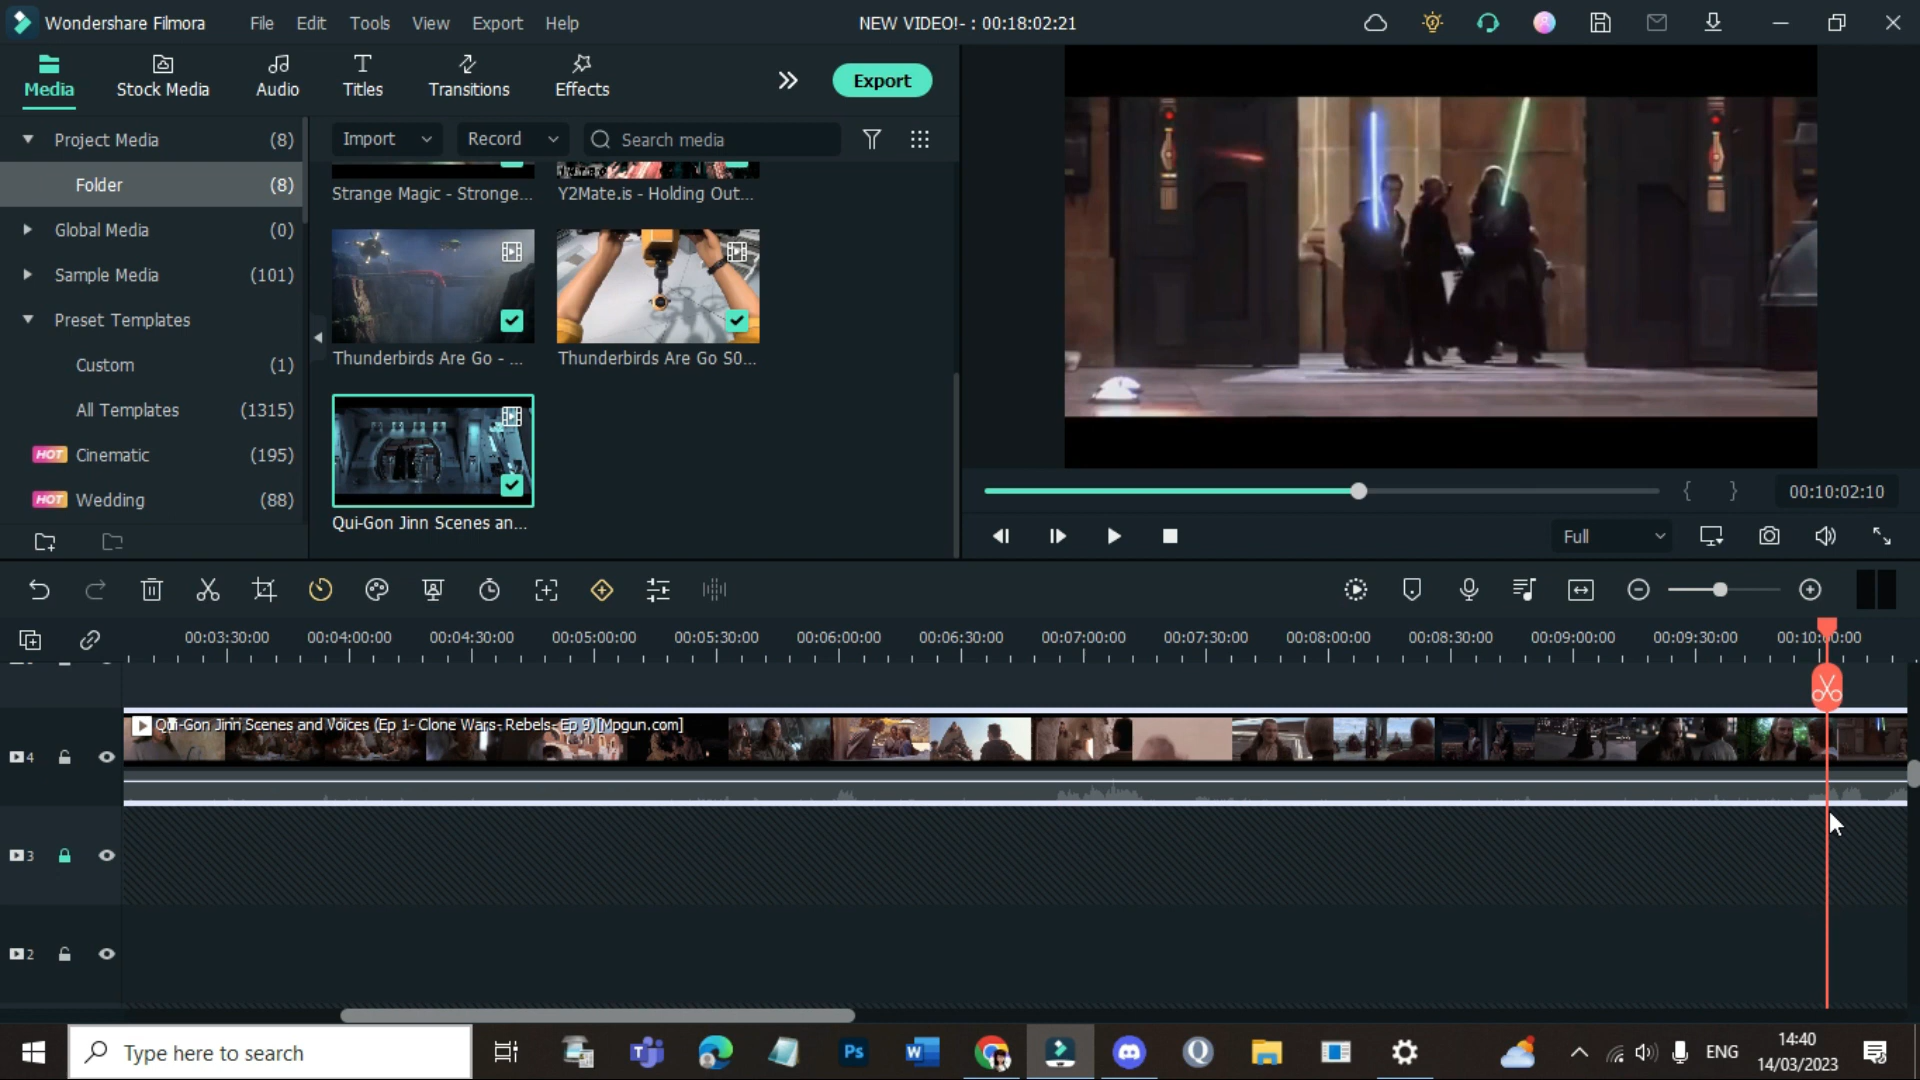 Wondershare Filmora File Edit Tools View Export Help NEW VIDEO!- : 00:18:02:21
Media Stock Media Audio Titles Transitions Effects Export
Project Media (8)
Folder (8)
Global Media (0)
Sample Media (101)
Preset Templates
Custom (1)
All Templates (1315)
HOT Cinematic (195)
HOT Wedding (88)
Import Record Search media
Strange Magic - Stronge... Y2Mate.is - Holding Out...
Thunderbirds Are Go - ... Thunderbirds Are Go S0...
Qui-Gon Jinn Scenes an...
{ } 00:10:02:10
Full
00:03:30:00 00:04:00:00 00:04:30:00 00:05:00:00 00:05:30:00 00:06:00:00 00:06:30:00 00:07:00:00 00:07:30:00 00:08:00:00 00:08:30:00 00:09:00:00 00:09:30:00 00:10:00:00
Qui-Gon Jinn Scenes and Voices (Ep 1- Clone Wars- Rebels- Ep 9)[Mpgun.com]
4
3
2
Type here to search
Ps
W
ENG
14:40
14/03/2023